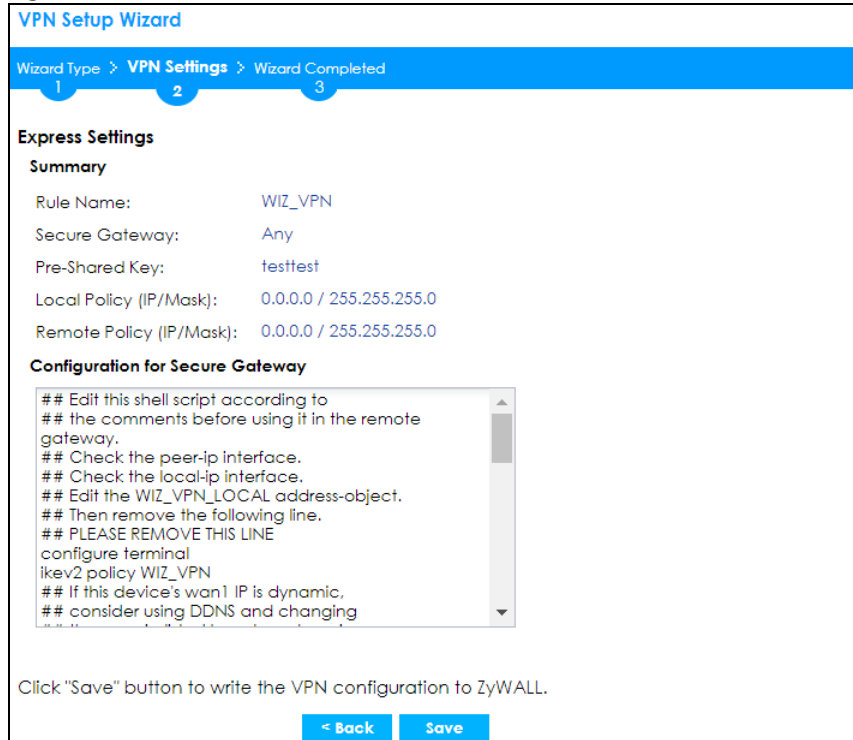 VPN Setup Wizard
Wizard Type > VPN Settings > Wizard Completed
1 2 3
Express Settings
Summary
Rule Name: WIZ_VPN
Secure Gateway: Any
Pre-Shared Key: testtest
Local Policy (IP/Mask): 0.0.0.0 / 255.255.255.0
Remote Policy (IP/Mask): 0.0.0.0 / 255.255.255.0
Configuration for Secure Gateway
## Edit this shell script according to
## the comments before using it in the remote
gateway.
## Check the peer-ip interface.
## Check the local-ip interface.
## Edit the WIZ_VPN_LOCAL address-object.
## Then remove the following line.
## PLEASE REMOVE THIS LINE
configure terminal
ikev2 policy WIZ_VPN
## If this device's wan1 IP is dynamic,
## consider using DDNS and changing
Click "Save" button to write the VPN configuration to ZyWALL.
< Back Save